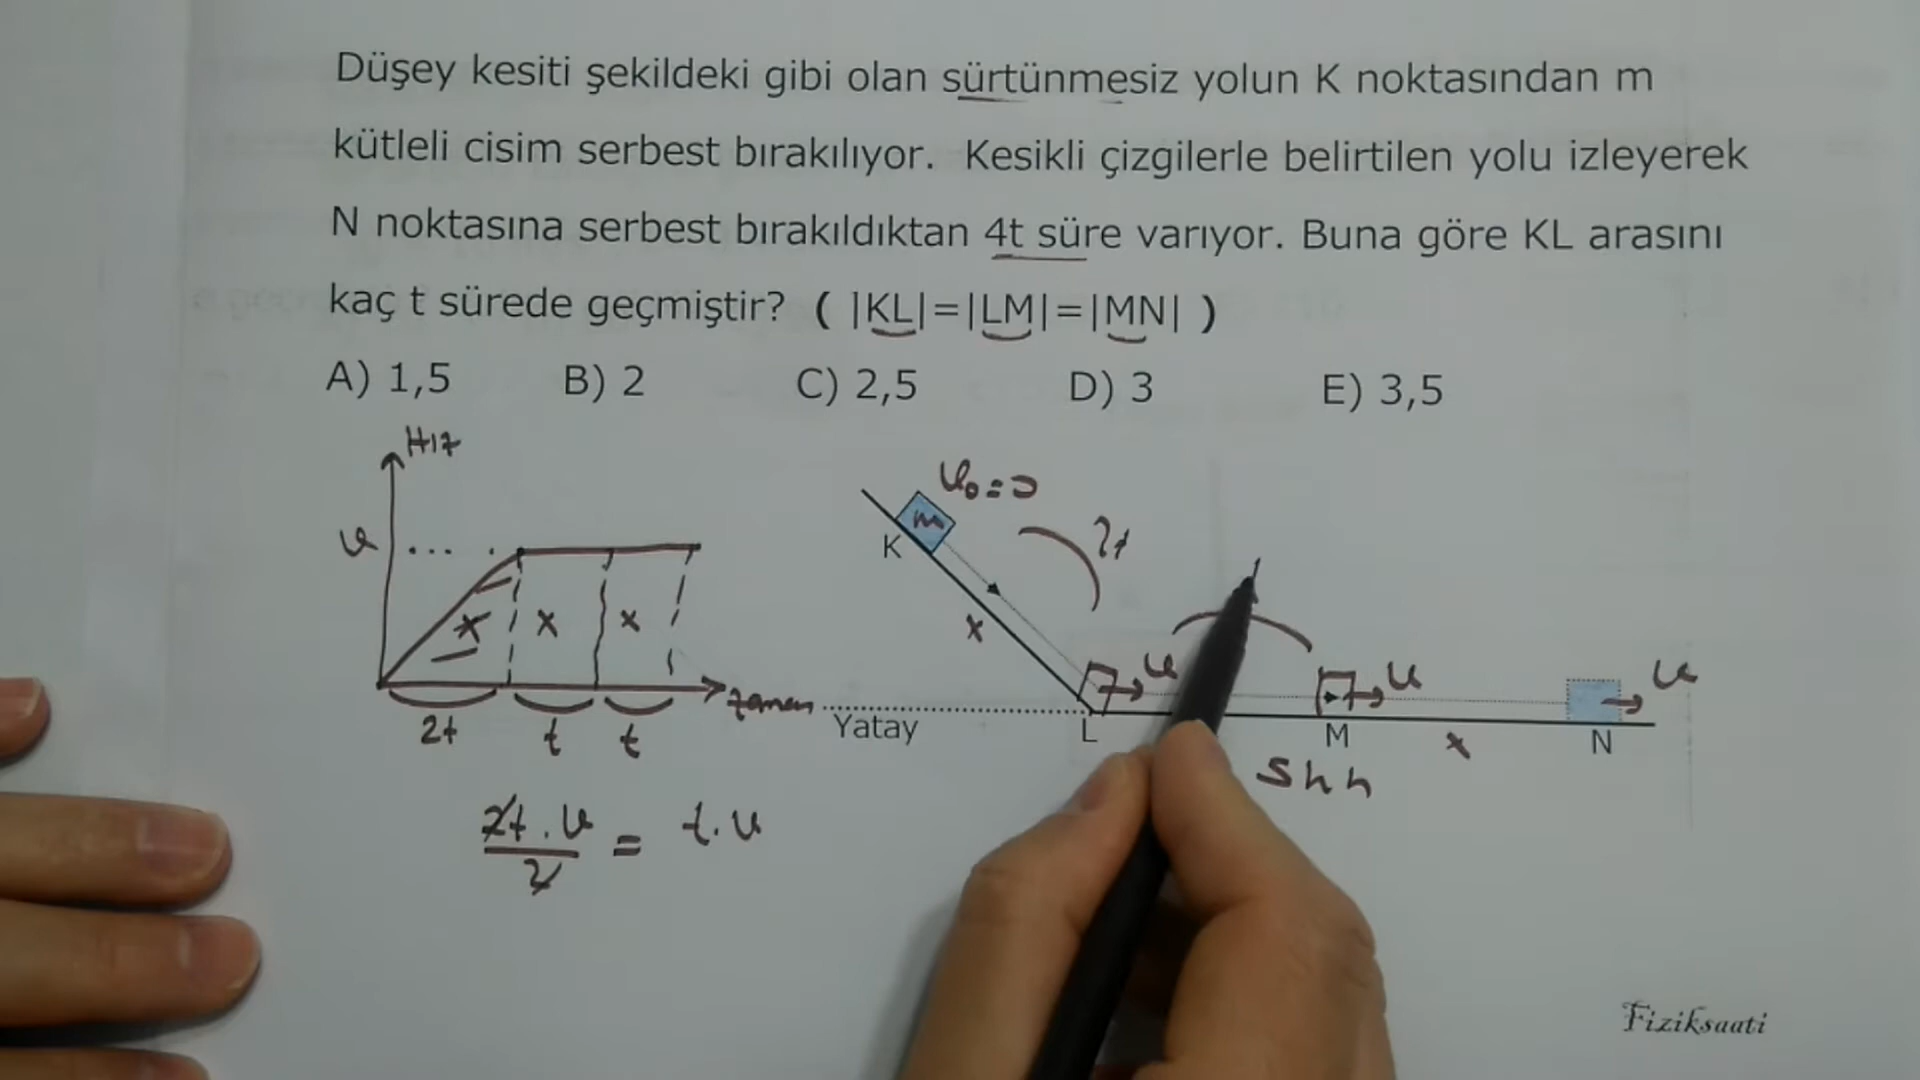 Düşey kesiti şekildeki gibi olan sürtünmesiz yolun K noktasından m
kütleli cisim serbest bırakılıyor. Kesikli çizgilerle belirtilen yolu izleyerek
N noktasına serbest bırakıldıktan 4t süre varıyor. Buna göre KL arasını
kaç t sürede geçmiştir? ( |KL|=|LM|=|MN| )
A) 1,5 B) 2 C) 2,5 D) 3 E) 3,5
Hız
υ
x x x
2t t t
zaman
2t . υ / 2 = t . υ
υ₀ = 0
m
K
2t
x
υ υ υ
Yatay
L M x N
shh
Fiziksaati